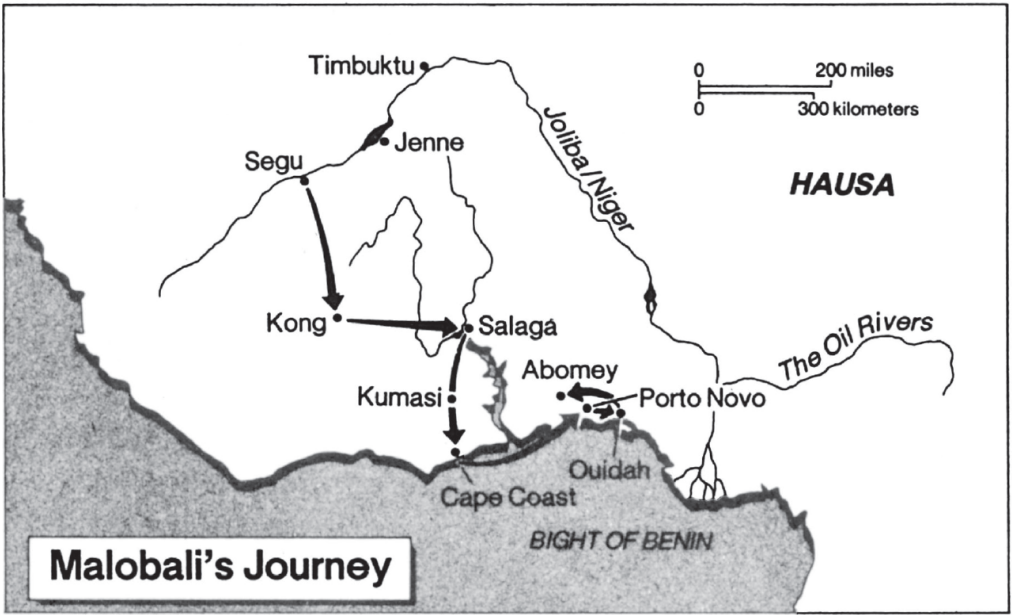 Timbuktu
0 200 miles
0 300 kilometers
Jenne
Joliba/Niger
Segu
HAUSA
Kong
Salaga
The Oil Rivers
Abomey
Kumasi
Porto Novo
Ouidah
Cape Coast
BIGHT OF BENIN
Malobali's Journey